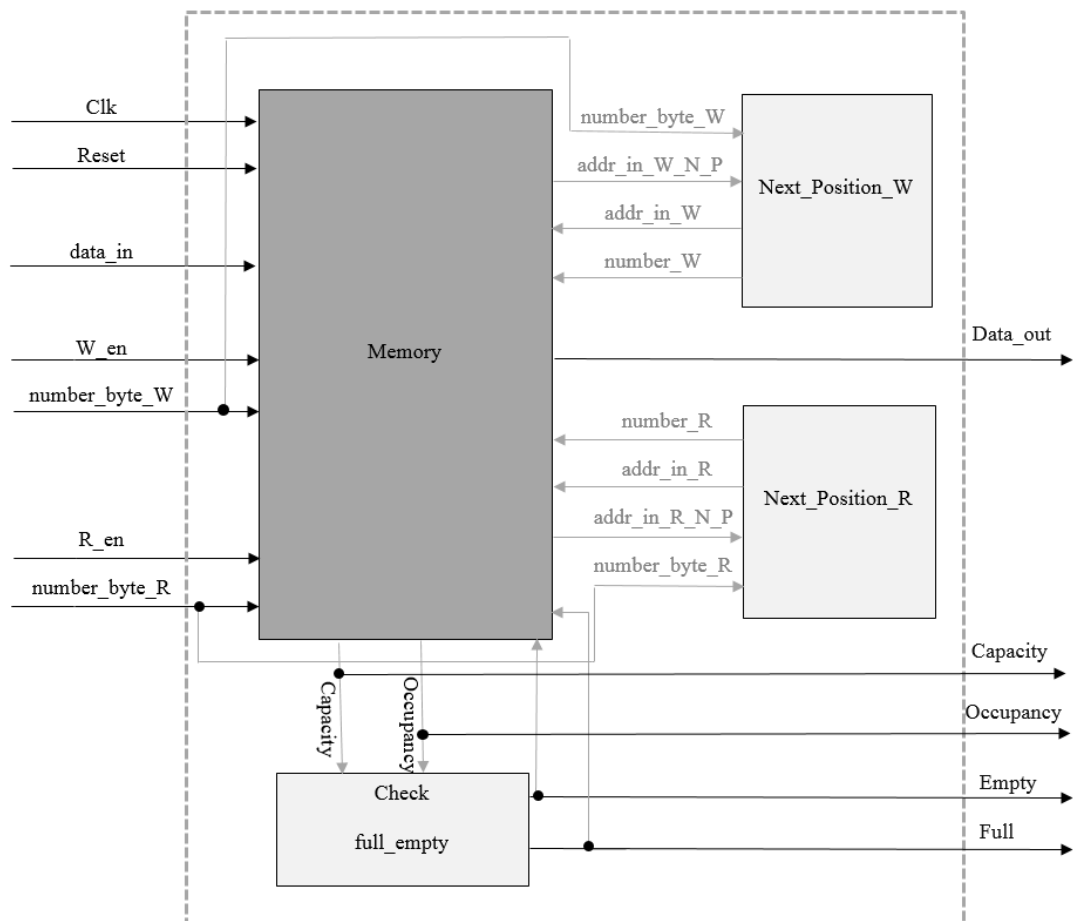 Clk
Reset
data_in
W_en
number_byte_W
R_en
number_byte_R
Memory
number_byte_W
addr_in_W_N_P
addr_in_W
number_W
Next_Position_W
Data_out
number_R
addr_in_R
addr_in_R_N_P
number_byte_R
Next_Position_R
Capacity
Occupancy
Capacity
Occupancy
Empty
Full
Check
full_empty